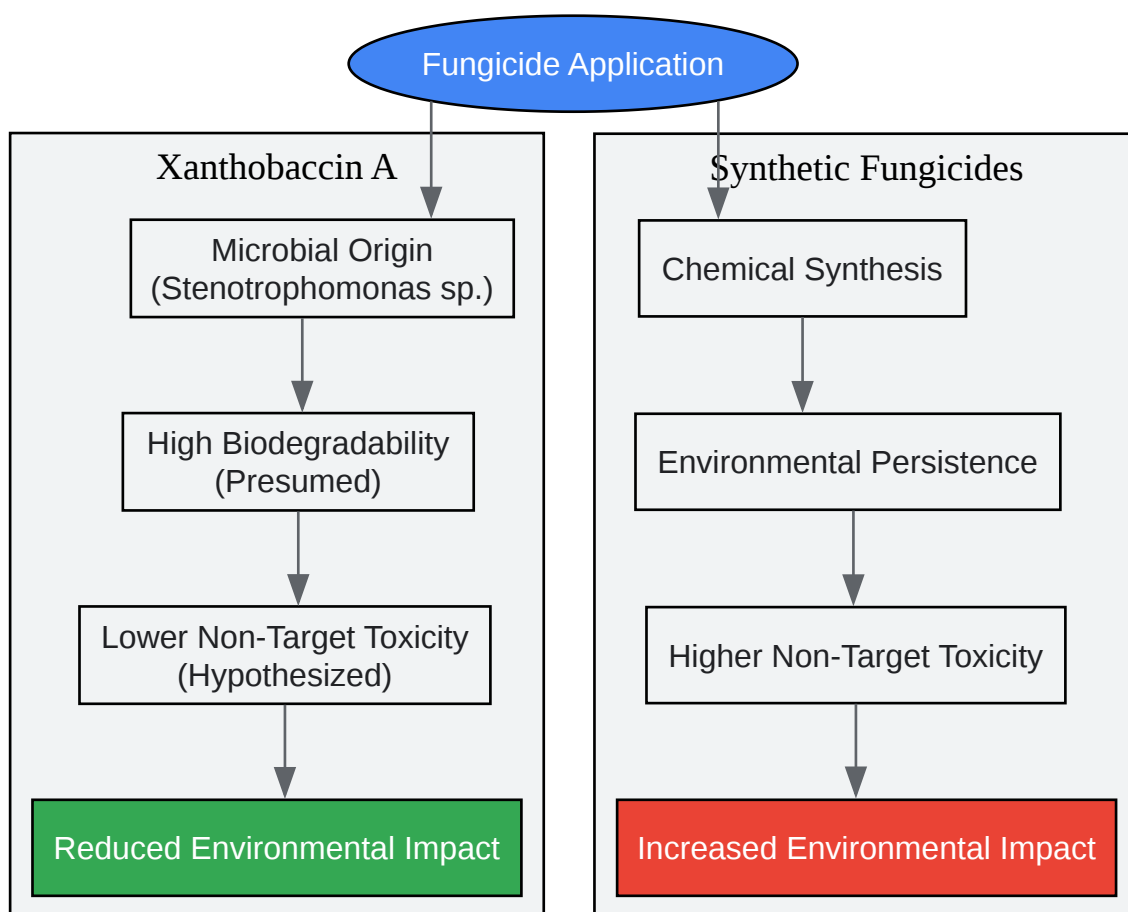 Fungicide Application
Xanthobaccin A
Microbial Origin
(Stenotrophomonas sp.)
High Biodegradability
(Presumed)
Lower Non-Target Toxicity
(Hypothesized)
Reduced Environmental Impact
Synthetic Fungicides
Chemical Synthesis
Environmental Persistence
Higher Non-Target Toxicity
Increased Environmental Impact